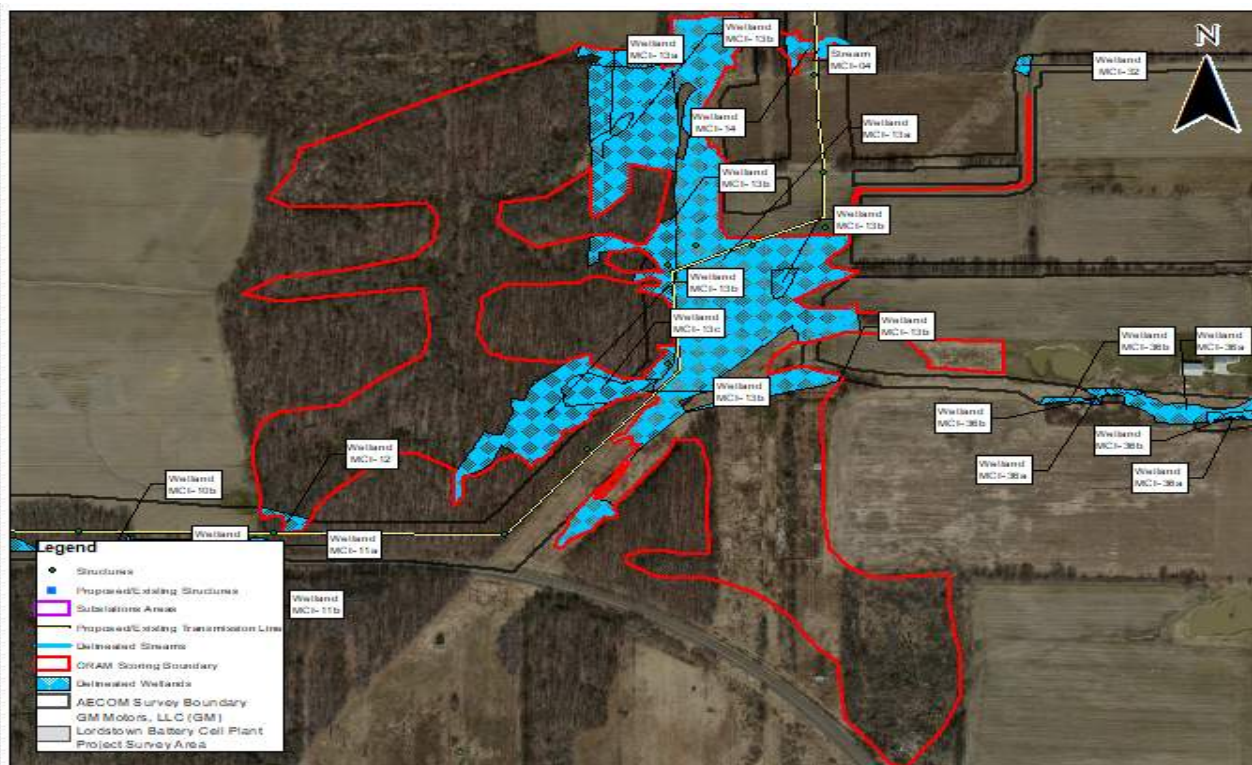 Wetland
MCI-13a
Wetland
MCI-13b
Stream
MCI-04
N
Wetland
MCI-32
Wetland
MCI-14
Wetland
MCI-13a
Wetland
MCI-13b
Wetland
MCI-13b
Wetland
MCI-13b
Wetland
MCI-13c
Wetland
MCI-13b
Wetland
MCI-36b
Wetland
MCI-36a
Wetland
MCI-13b
Wetland
MCI-36b
Wetland
MCI-36b
Wetland
MCI-36a
Wetland
MCI-36a
Wetland
MCI-12
Wetland
MCI-10b
Wetland
Wetland
MCI-11a
Wetland
MCI-11b
Legend
Structures
Proposed/Existing Structures
Substations Areas
Proposed/Existing Transmission Line
Delineated Streams
ORAM Scoring Boundary
Delineated Wetlands
AECOM Survey Boundary
GM Motors, LLC (GM)
Lordstown Battery Cell Plant
Project Survey Area